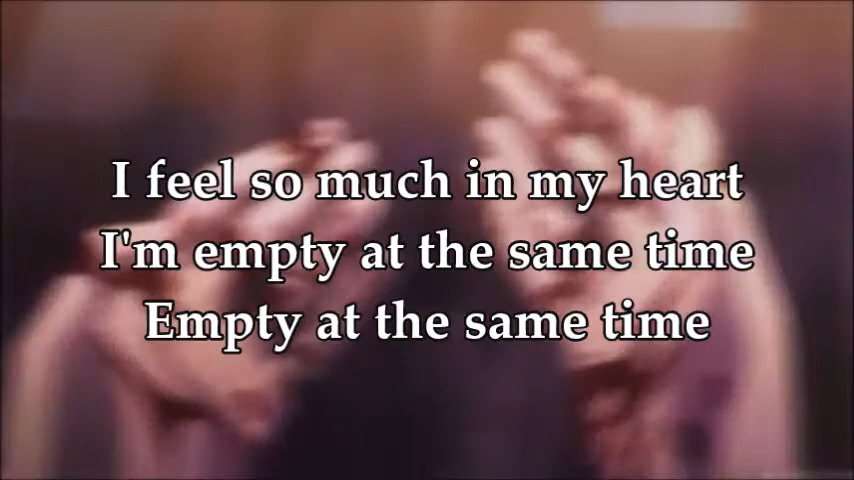 I feel so much in my heart
I'm empty at the same time
Empty at the same time